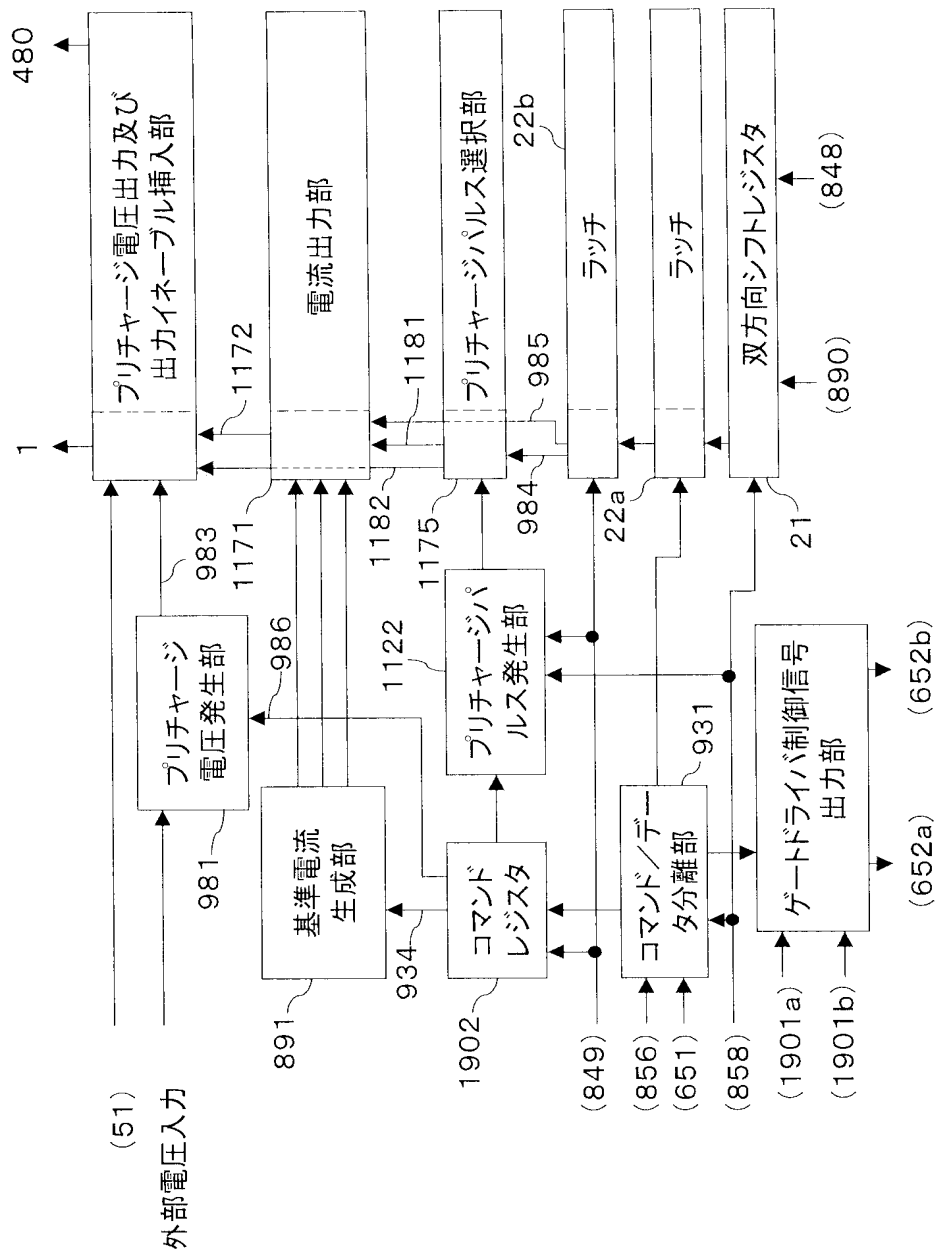 480
1
プリチャージ電圧出力及び
出力イネーブル挿入部
1172
(51)
外部電圧入力
983
プリチャージ
電圧発生部
981
986
電流出力部
1171
基準電流
生成部
891
934
1182
1181
プリチャージパルス選択部
1175
プリチャージパ
ルス発生部
1122
コマンド
レジスタ
1902
985
984
22b
ラッチ
(849)
ラッチ
22a
コマンド／デー
タ分離部
931
(856)
(651)
(858)
双方向シフトレジスタ
21
(890)
(848)
ゲートドライバ制御信号
出力部
(1901a)
(1901b)
(652a)
(652b)